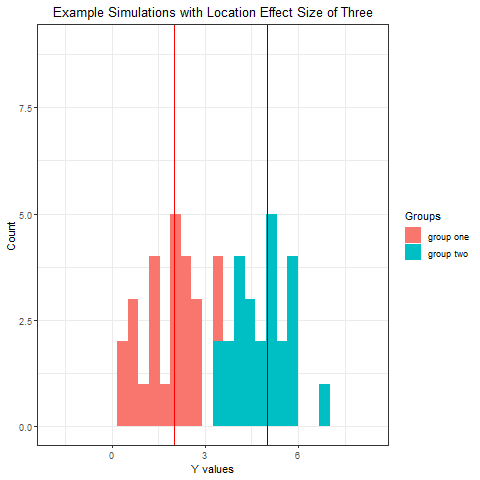 Example Simulations with Location Effect Size of Three
7.5
5.0
2.5
0.0
Count
0 3 6
Y values
Groups
group one
group two